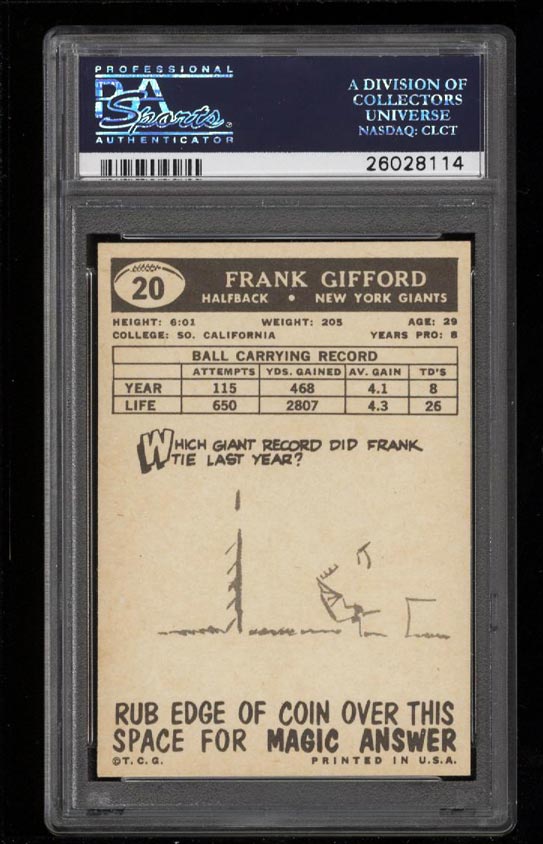 PROFESSIONAL
PSA
Sports
AUTHENTICATOR
A DIVISION OF
COLLECTORS
UNIVERSE
NASDAQ: CLCT
26028114
20
FRANK GIFFORD
HALFBACK • NEW YORK GIANTS
HEIGHT: 6:01 WEIGHT: 205 AGE: 29
COLLEGE: SO. CALIFORNIA YEARS PRO: 8
BALL CARRYING RECORD
ATTEMPTS YDS. GAINED AV. GAIN TD'S
YEAR 115 468 4.1 8
LIFE 650 2807 4.3 26
WHICH GIANT RECORD DID FRANK
TIE LAST YEAR?
RUB EDGE OF COIN OVER THIS
SPACE FOR MAGIC ANSWER
©T.C.G. PRINTED IN U.S.A.